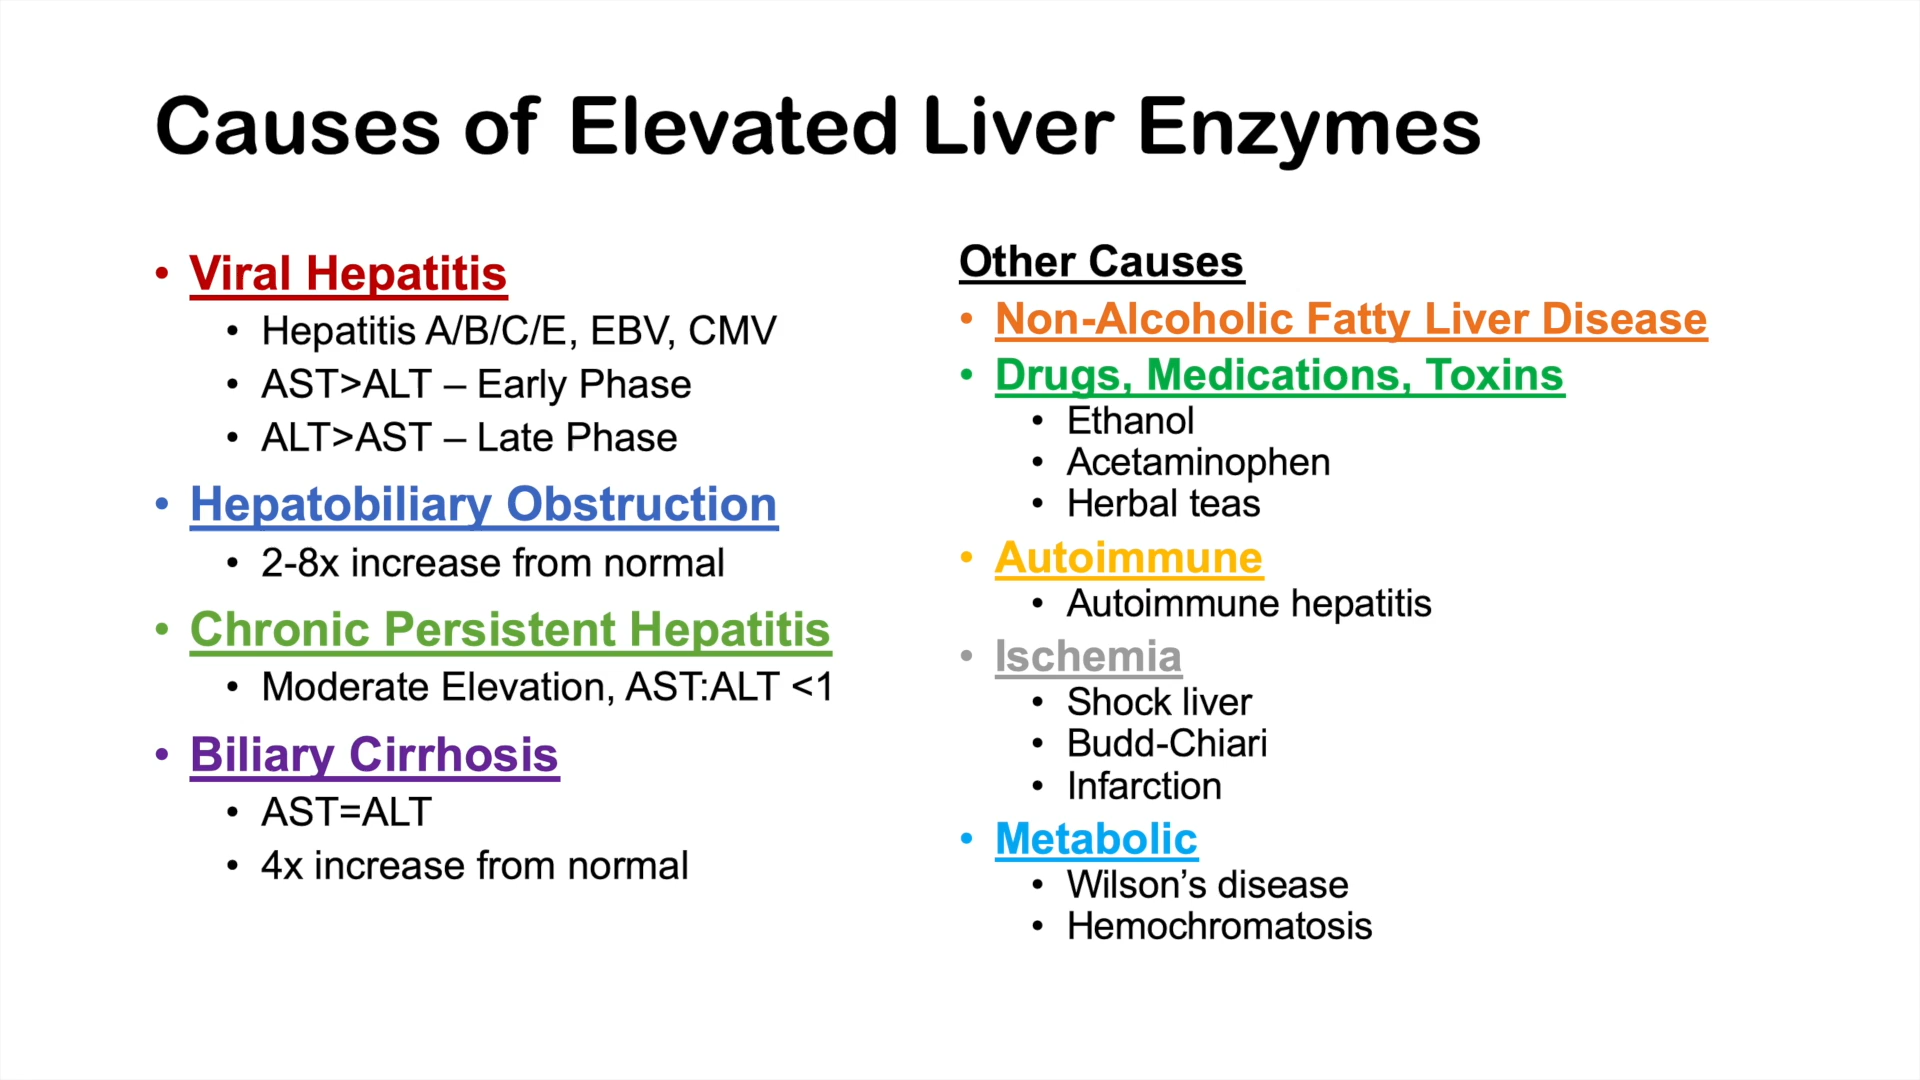 Causes of Elevated Liver Enzymes
• Viral Hepatitis
• Hepatitis A/B/C/E, EBV, CMV
• AST>ALT – Early Phase
• ALT>AST – Late Phase
• Hepatobiliary Obstruction
• 2-8x increase from normal
• Chronic Persistent Hepatitis
• Moderate Elevation, AST:ALT <1
• Biliary Cirrhosis
• AST=ALT
• 4x increase from normal
Other Causes
• Non-Alcoholic Fatty Liver Disease
• Drugs, Medications, Toxins
• Ethanol
• Acetaminophen
• Herbal teas
• Autoimmune
• Autoimmune hepatitis
• Ischemia
• Shock liver
• Budd-Chiari
• Infarction
• Metabolic
• Wilson’s disease
• Hemochromatosis